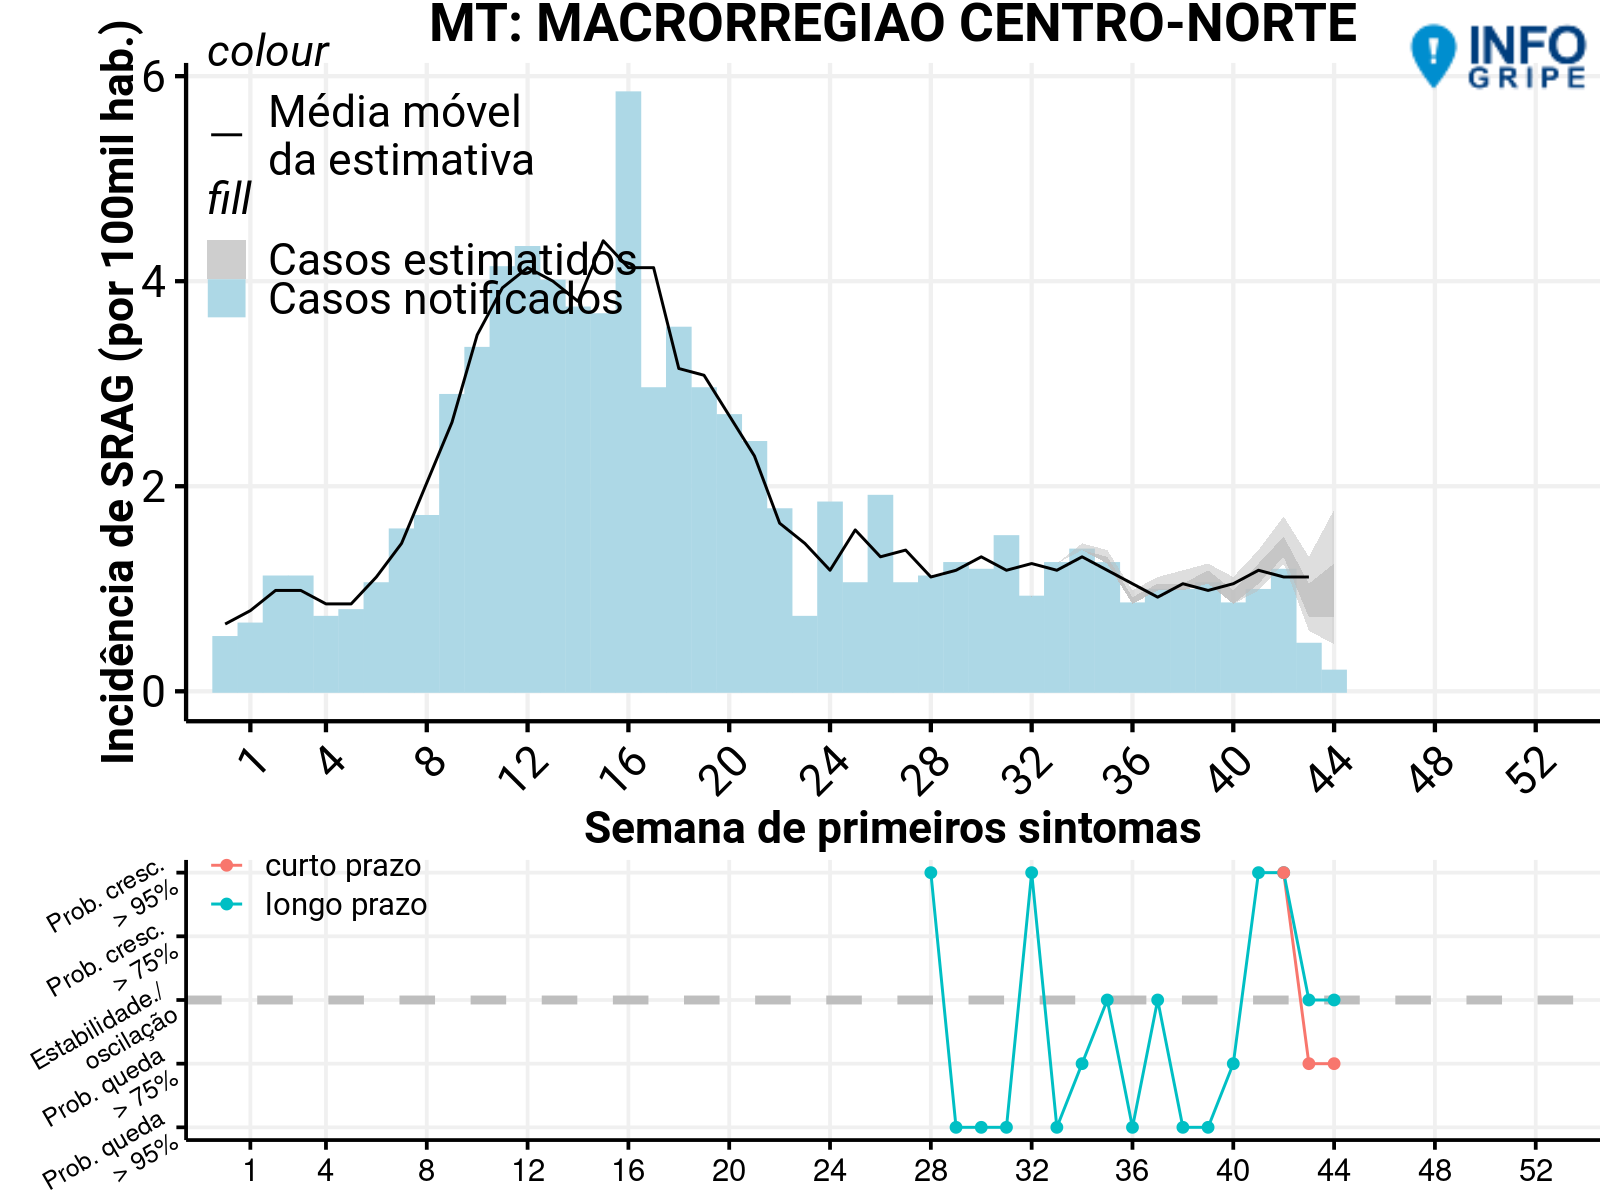 MT: MACRORREGIAO CENTRO-NORTE
INFO
GRIPE
colour
Média móvel
da estimativa
fill
Casos estimatidos
Casos notificados
Incidência de SRAG (por 100mil hab.)
6
4
2
0
1 4 8 12 16 20 24 28 32 36 40 44 48 52
Semana de primeiros sintomas
curto prazo
longo prazo
Prob. cresc.
> 95%
Prob. cresc.
> 75%
Estabilidade./
oscilação
Prob. queda
> 75%
Prob. queda
> 95%
1 4 8 12 16 20 24 28 32 36 40 44 48 52